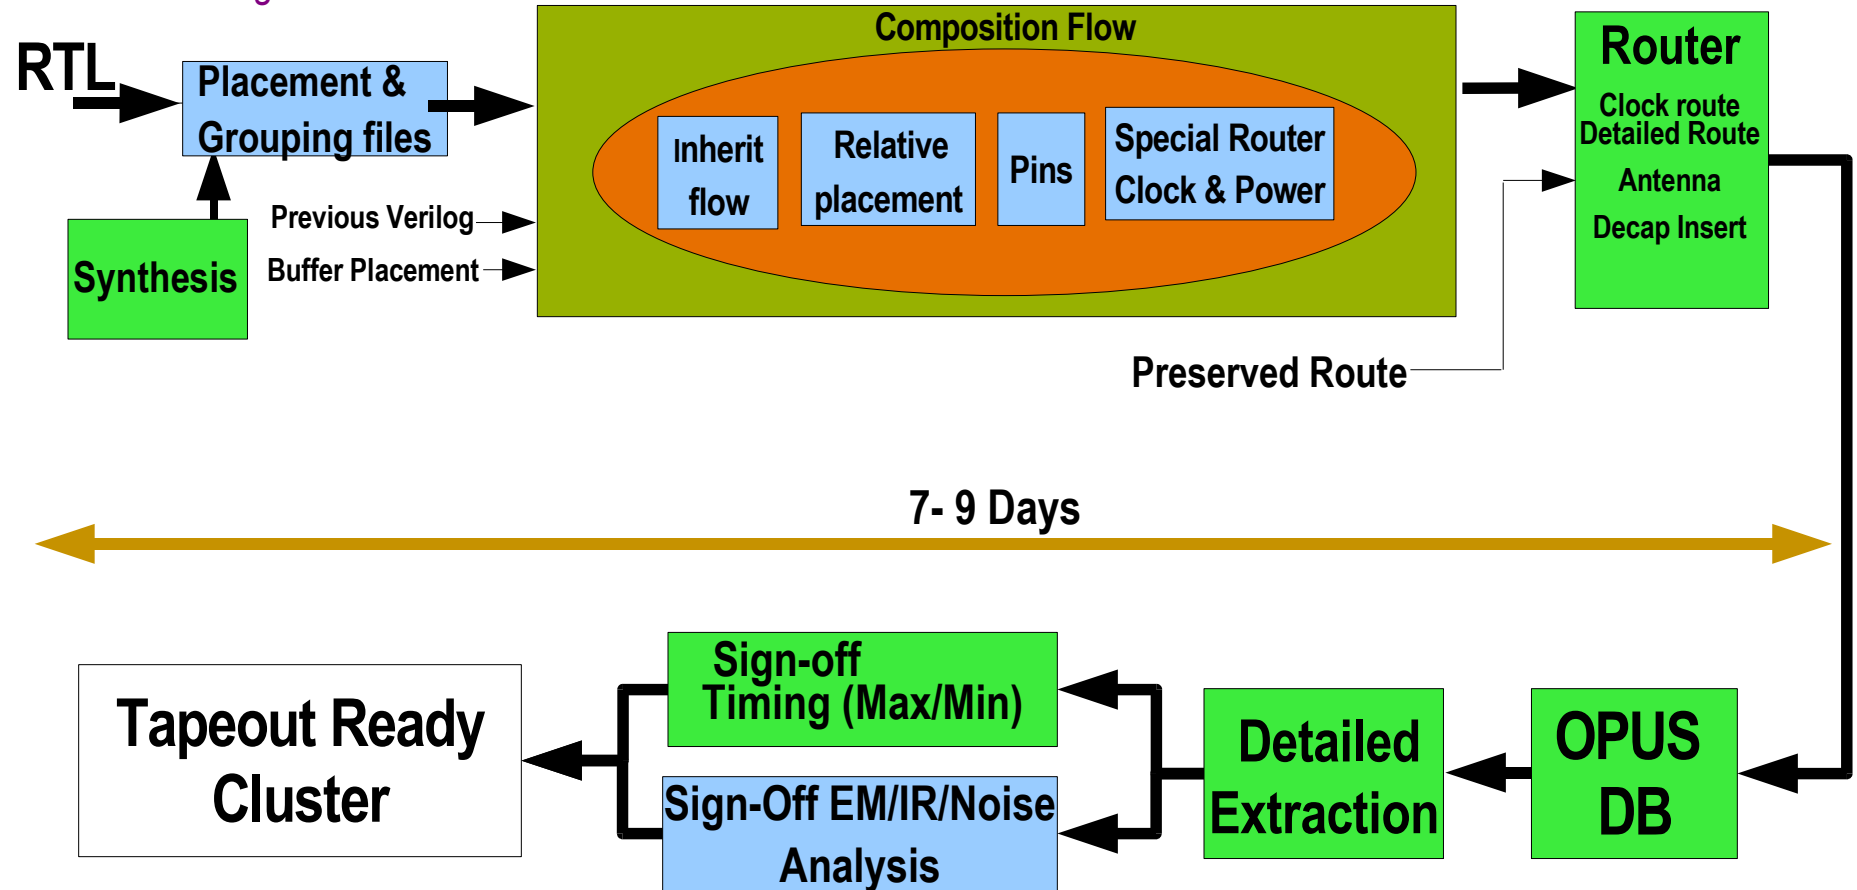 RTL
Placement &
Grouping files
Synthesis
Previous Verilog
Buffer Placement
Composition Flow
Inherit
flow
Relative
placement
Pins
Special Router
Clock & Power
Router
Clock route
Detailed Route
Antenna
Decap Insert
Preserved Route
7- 9 Days
OPUS
DB
Detailed
Extraction
Sign-off
Timing (Max/Min)
Sign-Off EM/IR/Noise
Analysis
Tapeout Ready
Cluster